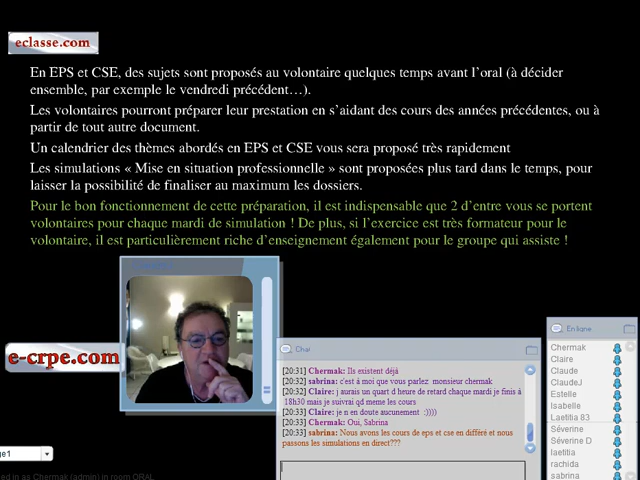 eclasse.com
En EPS et CSE, des sujets sont proposés au volontaire quelques temps avant l'oral (à décider
ensemble, par exemple le vendredi précédent…).
Les volontaires pourront préparer leur prestation en s'aidant des cours des années précédentes, ou à
partir de tout autre document.
Un calendrier des thèmes abordés en EPS et CSE vous sera proposé très rapidement
Les simulations « Mise en situation professionnelle » sont proposées plus tard dans le temps, pour
laisser la possibilité de finaliser au maximum les dossiers.
Pour le bon fonctionnement de cette préparation, il est indispensable que 2 d'entre vous se portent
volontaires pour chaque mardi de simulation ! De plus, si l'exercice est très formateur pour le
volontaire, il est particulièrement riche d'enseignement également pour le groupe qui assiste !
e-crpe.com
Chat
[20:31] Chermak: Ils existent déjà
[20:32] sabrina: c'est à moi que vous parlez monsieur chermak
[20:32] Claire: j aurais un quart d heure de retard chaque mardi je finis à
18h30 mais je suivrai qd meme les cours
[20:33] Claire: je n en doute aucunement :))))
[20:33] Chermak: Oui, Sabrina
[20:33] sabrina: Nous avons les cours de eps et cse en différé et nous
passons les simulations en direct???
En ligne
Chermak
Claire
Claude
ClaudeJ
Estelle
Isabelle
Laetitia 83
Séverine
Séverine D
laetitia
rachida
sabrina
ge1
ed in as Chermak (admin) in room ORAL